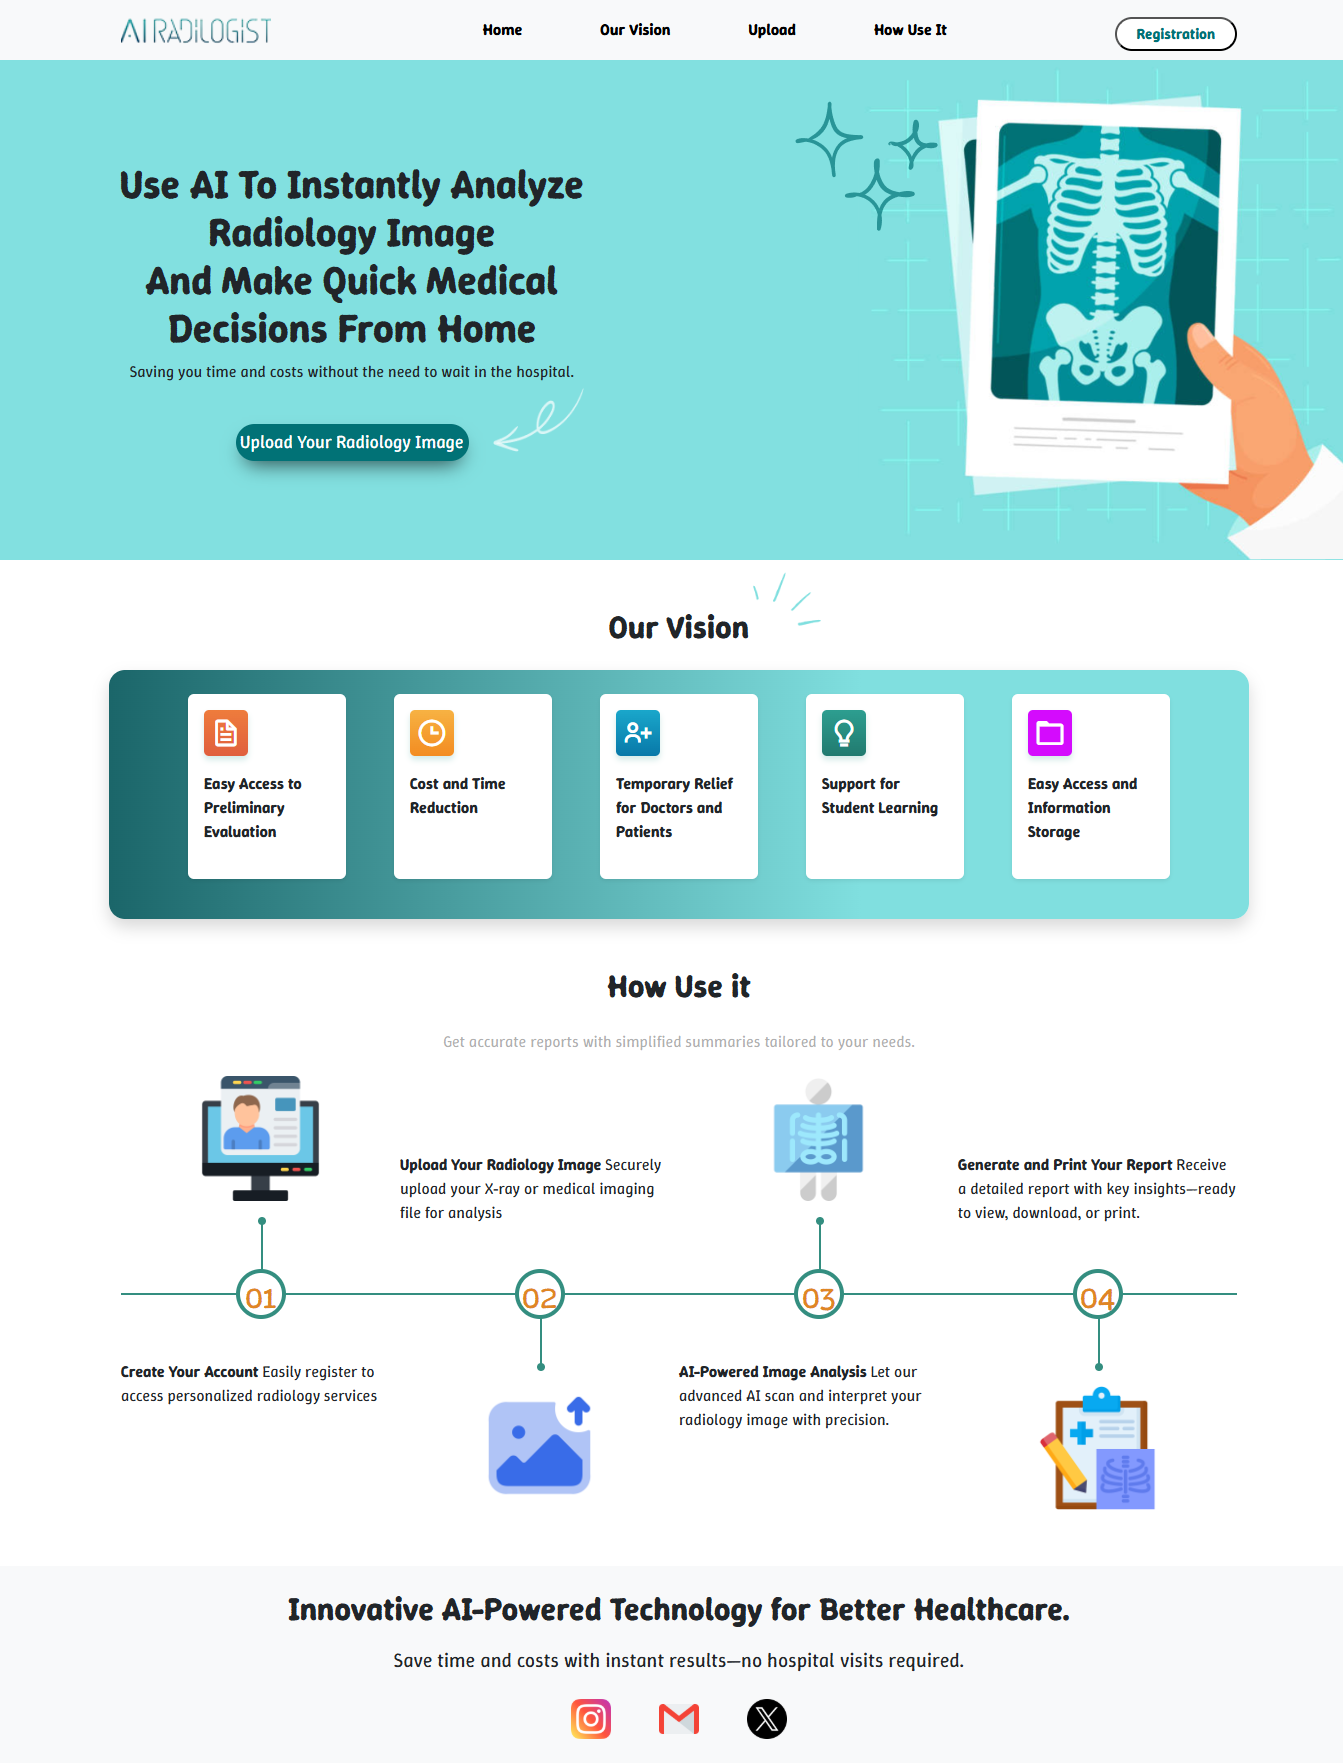 AI RADILOGIST
Home
Our Vision
Upload
How Use It
Registration
Use AI To Instantly Analyze
Radiology Image
And Make Quick Medical
Decisions From Home
Saving you time and costs without the need to wait in the hospital.
Upload Your Radiology Image
Our Vision
Easy Access to
Preliminary
Evaluation
Cost and Time
Reduction
Temporary Relief
for Doctors and
Patients
Support for
Student Learning
Easy Access and
Information
Storage
How Use it
Get accurate reports with simplified summaries tailored to your needs.
Upload Your Radiology Image Securely
upload your X-ray or medical imaging
file for analysis
Generate and Print Your Report Receive
a detailed report with key insights—ready
to view, download, or print.
01
02
03
04
Create Your Account Easily register to
access personalized radiology services
AI-Powered Image Analysis Let our
advanced AI scan and interpret your
radiology image with precision.
Innovative AI-Powered Technology for Better Healthcare.
Save time and costs with instant results—no hospital visits required.